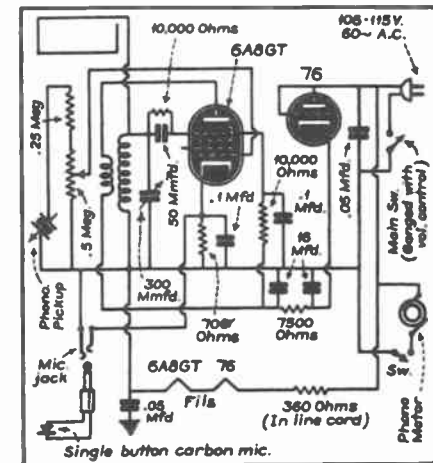 105-115V.
60~ A.C.
10,000 Ohms
6A8GT
76
.25 Meg.
.5 Meg.
50 Mmfd.
.1 Mfd.
10,000
Ohms
.1
Mfd.
.05 Mfd.
Main Sw.
(Ganged with
vol. control)
Phono.
Pickup
300
Mmfd.
16
Mfd.
Ohms
7500
Ohms
Mic.
jack
6A8GT
76
Fils
Sw.
Phono
Motor
.05
Mfd
360 Ohms
(In line cord)
Single button carbon mic.